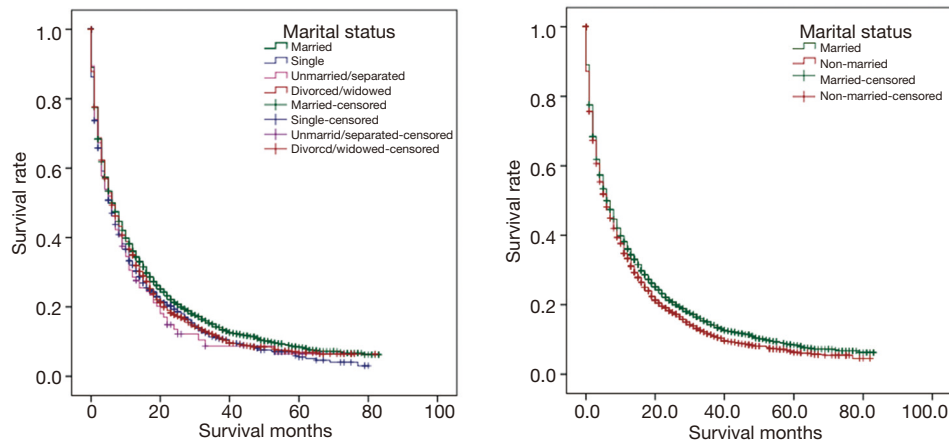 Marital status
Married
Single
Unmarried/separated
Divorced/widowed
Married-censored
Single-censored
Unmarrid/separated-censored
Divorcd/widowed-censored
Survival rate
1.0
0.8
0.6
0.4
0.2
0.0
0
20
40
60
80
100
Survival months
Marital status
Married
Non-married
Married-censored
Non-married-censored
Survival rate
1.0
0.8
0.6
0.4
0.2
0.0
0.0
20.0
40.0
60.0
80.0
100.0
Survival months